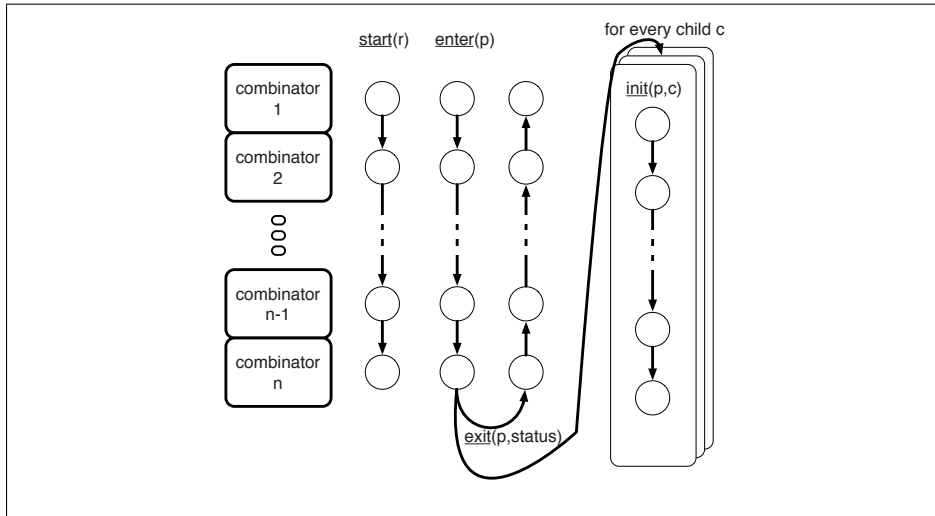 for every child c
start(r) enter(p)
combinator
1
init(p,c)
combinator
2
combinator
n-1
combinator
n
exit(p,status)